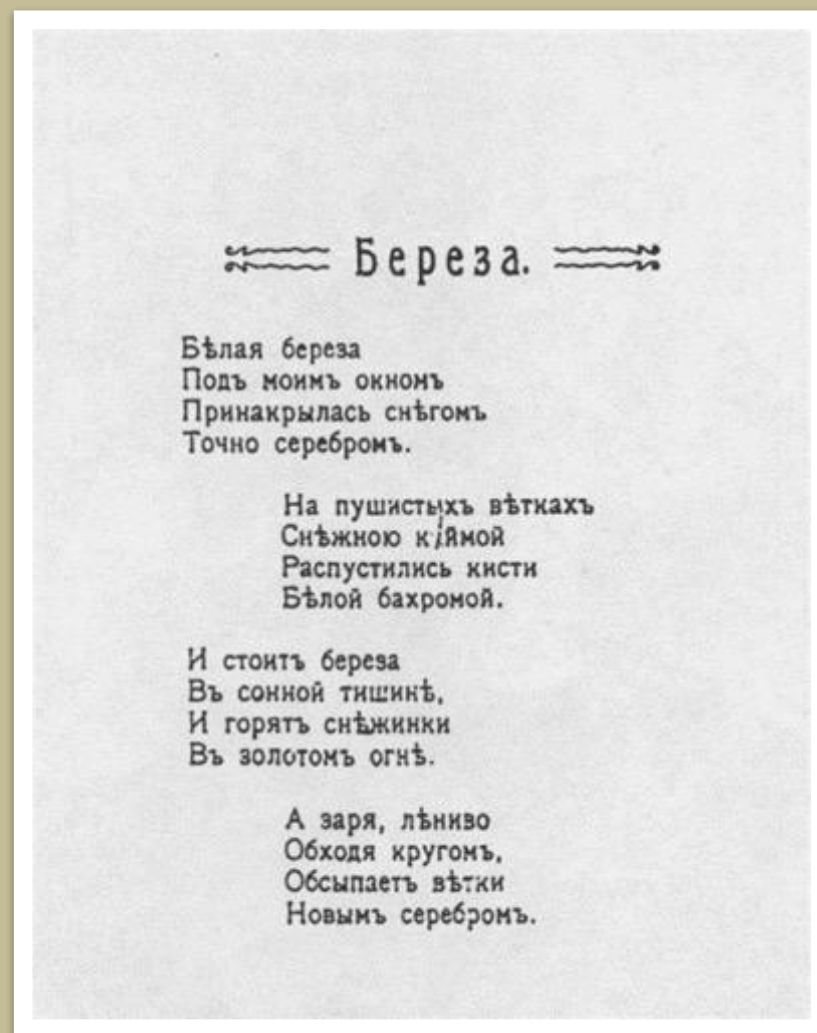 Береза.
Бѣлая береза
Подъ моимъ окномъ
Принакрылась снѣгомъ
Точно серебромъ.
На пушистыхъ вѣткахъ
Снѣжною каймой
Распустились кисти
Бѣлой бахромой.
И стоитъ береза
Въ сонной тишинѣ,
И горятъ снѣжинки
Въ золотомъ огнѣ.
А заря, лѣниво
Обходя кругомъ,
Обсыпаетъ вѣтки
Новымъ серебромъ.